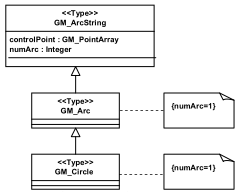 <<Type>>
GM_ArcString
controlPoint : GM_PointArray
numArc : Integer
<<Type>>
GM_Arc
{numArc=1}
<<Type>>
GM_Circle
{numArc=1}